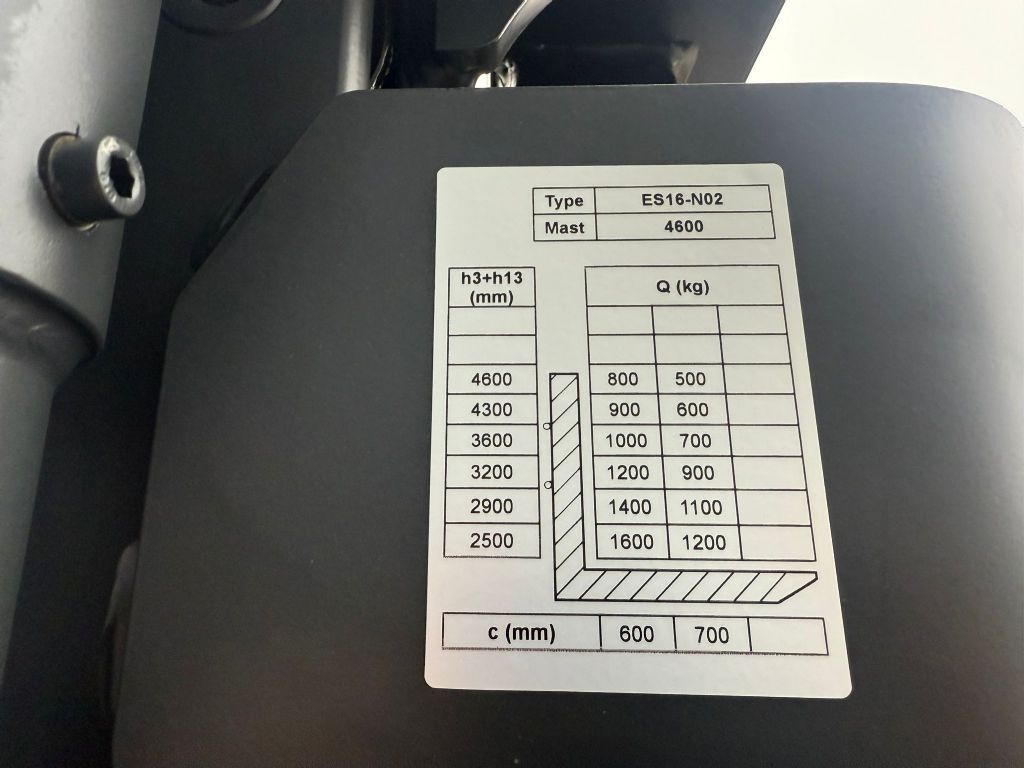 Type ES16-N02
Mast 4600
h3+h13 (mm) Q (kg)
4600 800 500
4300 900 600
3600 1000 700
3200 1200 900
2900 1400 1100
2500 1600 1200
c (mm) 600 700